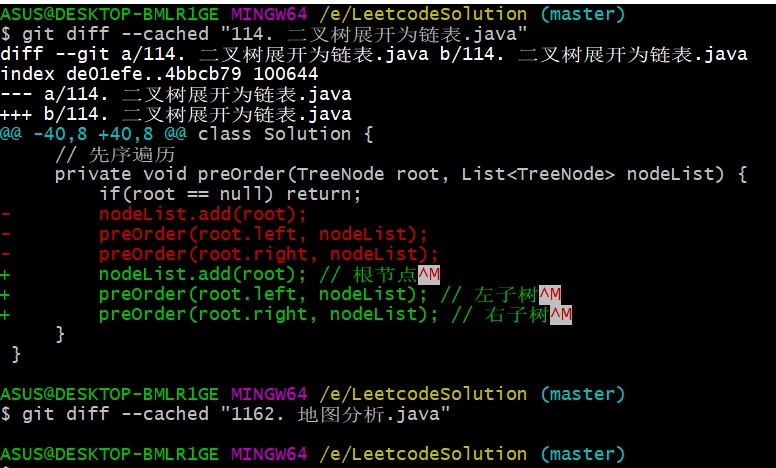 ASUS@DESKTOP-BMLR1GE MINGW64 /e/LeetcodeSolution (master)
$ git diff --cached "114. 二叉树展开为链表.java"
diff --git a/114. 二叉树展开为链表.java b/114. 二叉树展开为链表.java
index de01efe..4bbcb79 100644
--- a/114. 二叉树展开为链表.java
+++ b/114. 二叉树展开为链表.java
@@ -40,8 +40,8 @@ class Solution {
     // 先序遍历
     private void preOrder(TreeNode root, List<TreeNode> nodeList) {
         if(root == null) return;
-        nodeList.add(root);
-        preOrder(root.left, nodeList);
-        preOrder(root.right, nodeList);
+        nodeList.add(root); // 根节点^M
+        preOrder(root.left, nodeList); // 左子树^M
+        preOrder(root.right, nodeList); // 右子树^M
     }
 }
ASUS@DESKTOP-BMLR1GE MINGW64 /e/LeetcodeSolution (master)
$ git diff --cached "1162. 地图分析.java"
ASUS@DESKTOP-BMLR1GE MINGW64 /e/LeetcodeSolution (master)